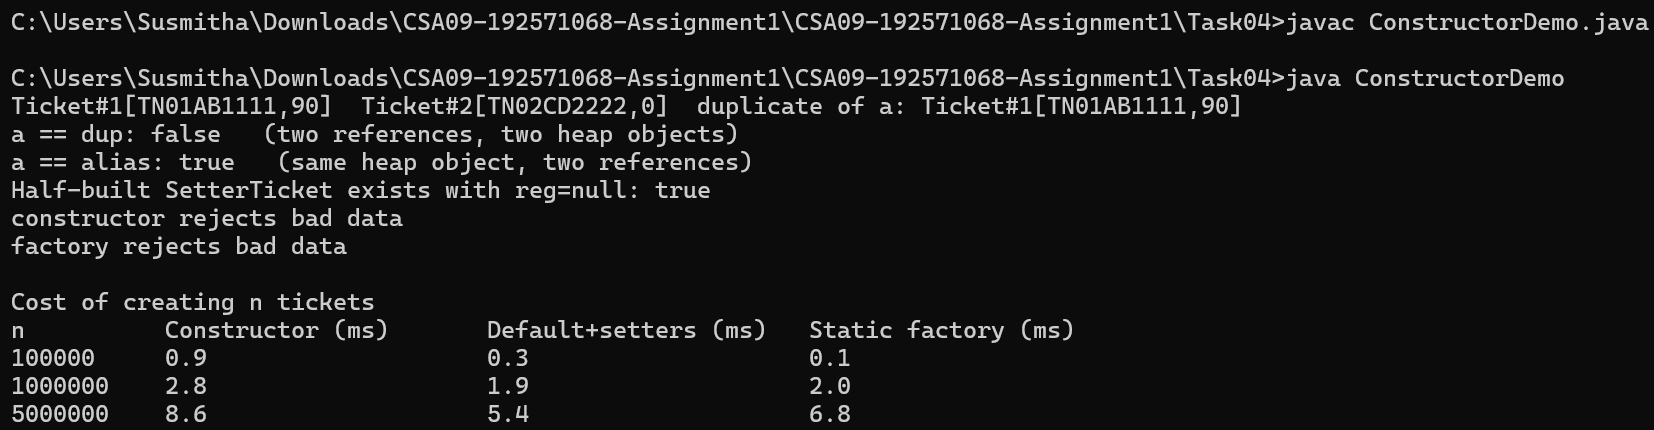 C:\Users\Susmitha\Downloads\CSA09-192571068-Assignment1\CSA09-192571068-Assignment1\Task04>javac ConstructorDemo.java
C:\Users\Susmitha\Downloads\CSA09-192571068-Assignment1\CSA09-192571068-Assignment1\Task04>java ConstructorDemo
Ticket#1[TN01AB1111,90]  Ticket#2[TN02CD2222,0]  duplicate of a: Ticket#1[TN01AB1111,90]
a == dup: false   (two references, two heap objects)
a == alias: true   (same heap object, two references)
Half-built SetterTicket exists with reg=null: true
constructor rejects bad data
factory rejects bad data
Cost of creating n tickets
n          Constructor (ms)       Default+setters (ms)   Static factory (ms)
100000     0.9                    0.3                    0.1
1000000    2.8                    1.9                    2.0
5000000    8.6                    5.4                    6.8